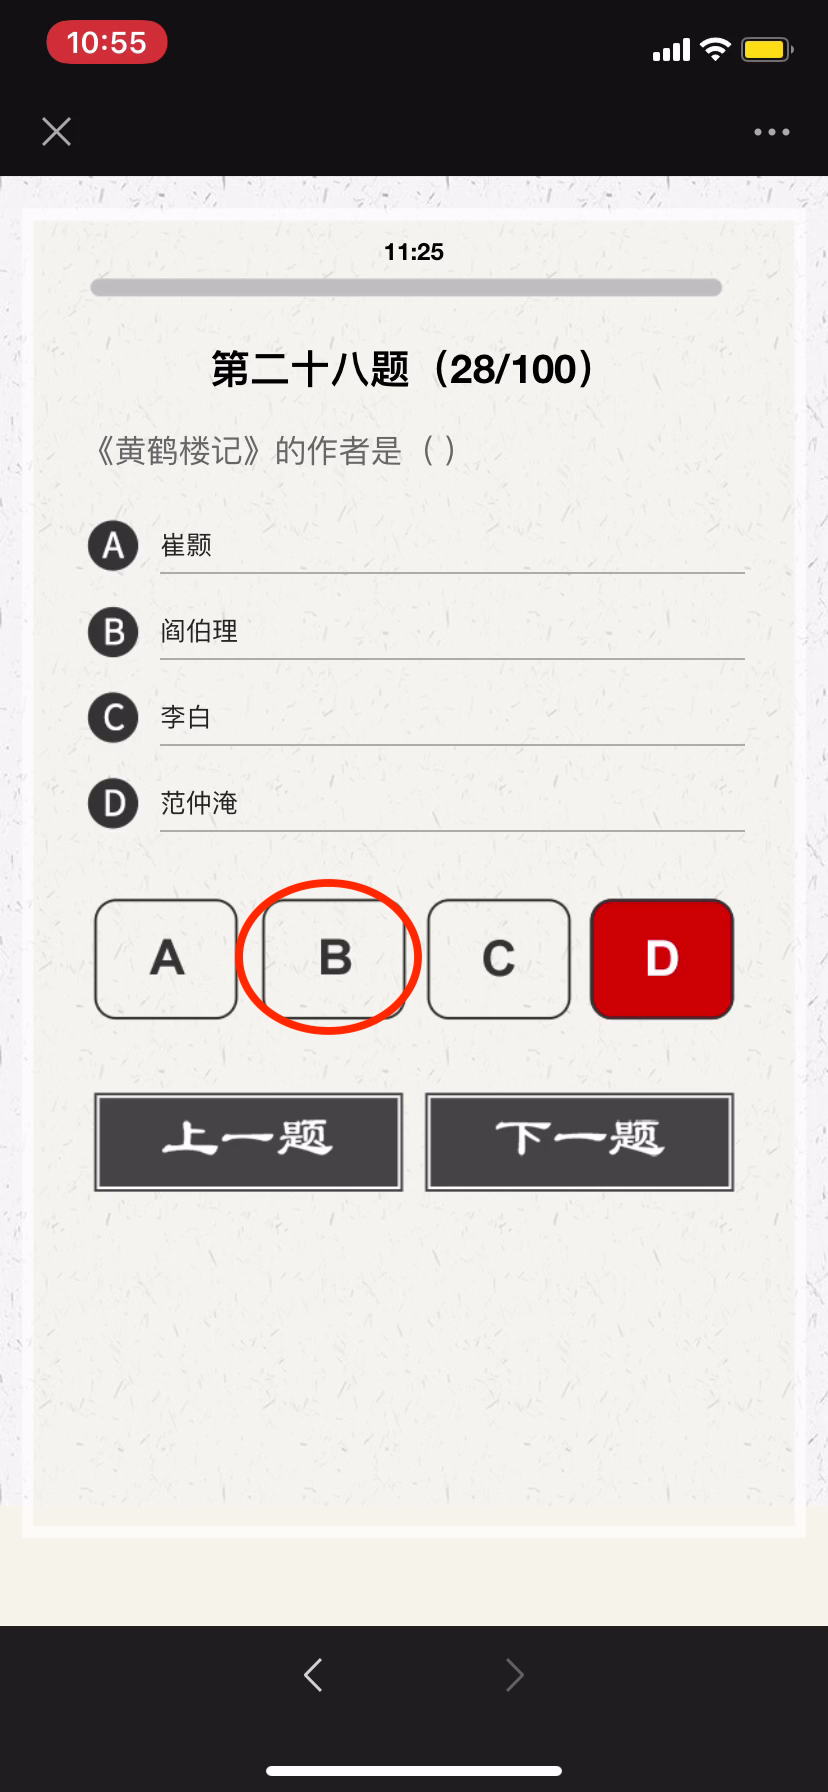 10:55
11:25
第二十八题（28/100）
《黄鹤楼记》的作者是（ ）
A 崔颢
B 阎伯理
C 李白
D 范仲淹
A B C D
上一题 下一题